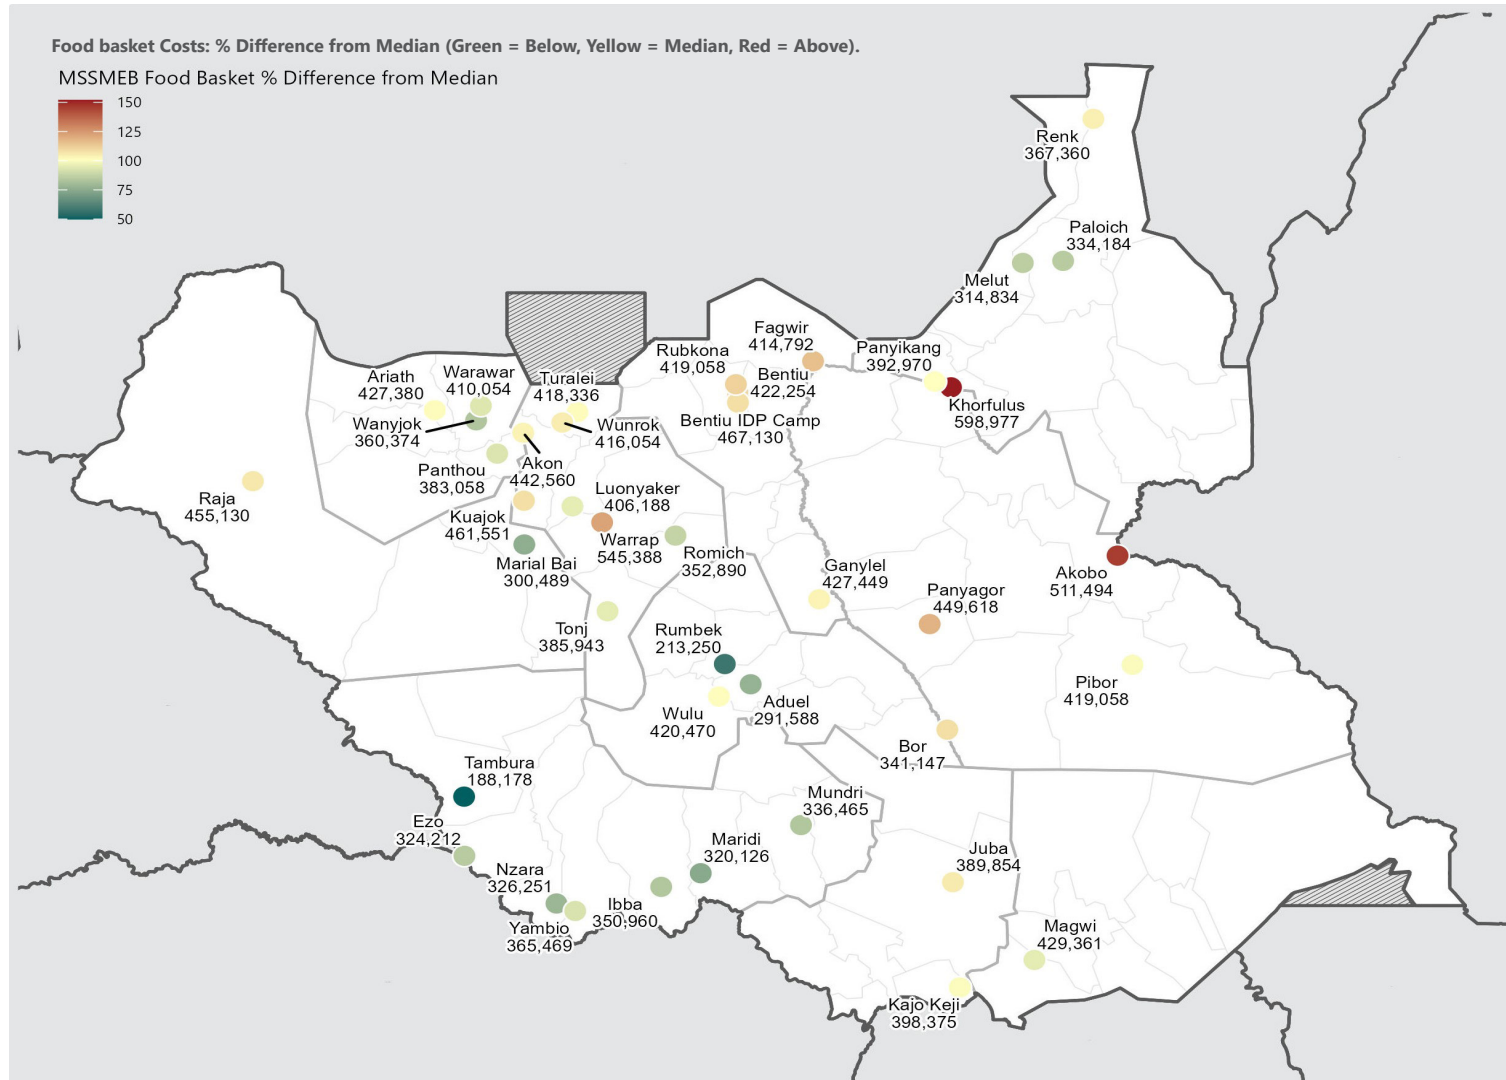 Food basket Costs: % Difference from Median (Green = Below, Yellow = Median, Red = Above).
MSSMEB Food Basket % Difference from Median
150
125
100
75
50
Renk
367,360
Paloich
334,184
Melut
314,834
Fagwir
414,792
Panyikang
392,970
Rubkona
419,058
Bentiu
422,254
Khorfulus
598,977
Bentiu IDP Camp
467,130
Ariath
427,380
Warawar
410,054
Turalei
418,336
Wanyjok
360,374
Wunrok
416,054
Panthou
383,058
Akon
442,560
Raja
455,130
Kuajok
461,551
Luonyaker
406,188
Warrap
545,388
Romich
352,890
Marial Bai
300,489
Ganylel
427,449
Akobo
511,494
Panyagor
449,618
Tonj
385,943
Rumbek
213,250
Pibor
419,058
Wulu
420,470
Aduel
291,588
Bor
341,147
Tambura
188,178
Mundri
336,465
Ezo
324,212
Maridi
320,126
Juba
389,854
Nzara
326,251
Ibba
350,960
Yambio
365,469
Magwi
429,361
Kajo Keji
398,375